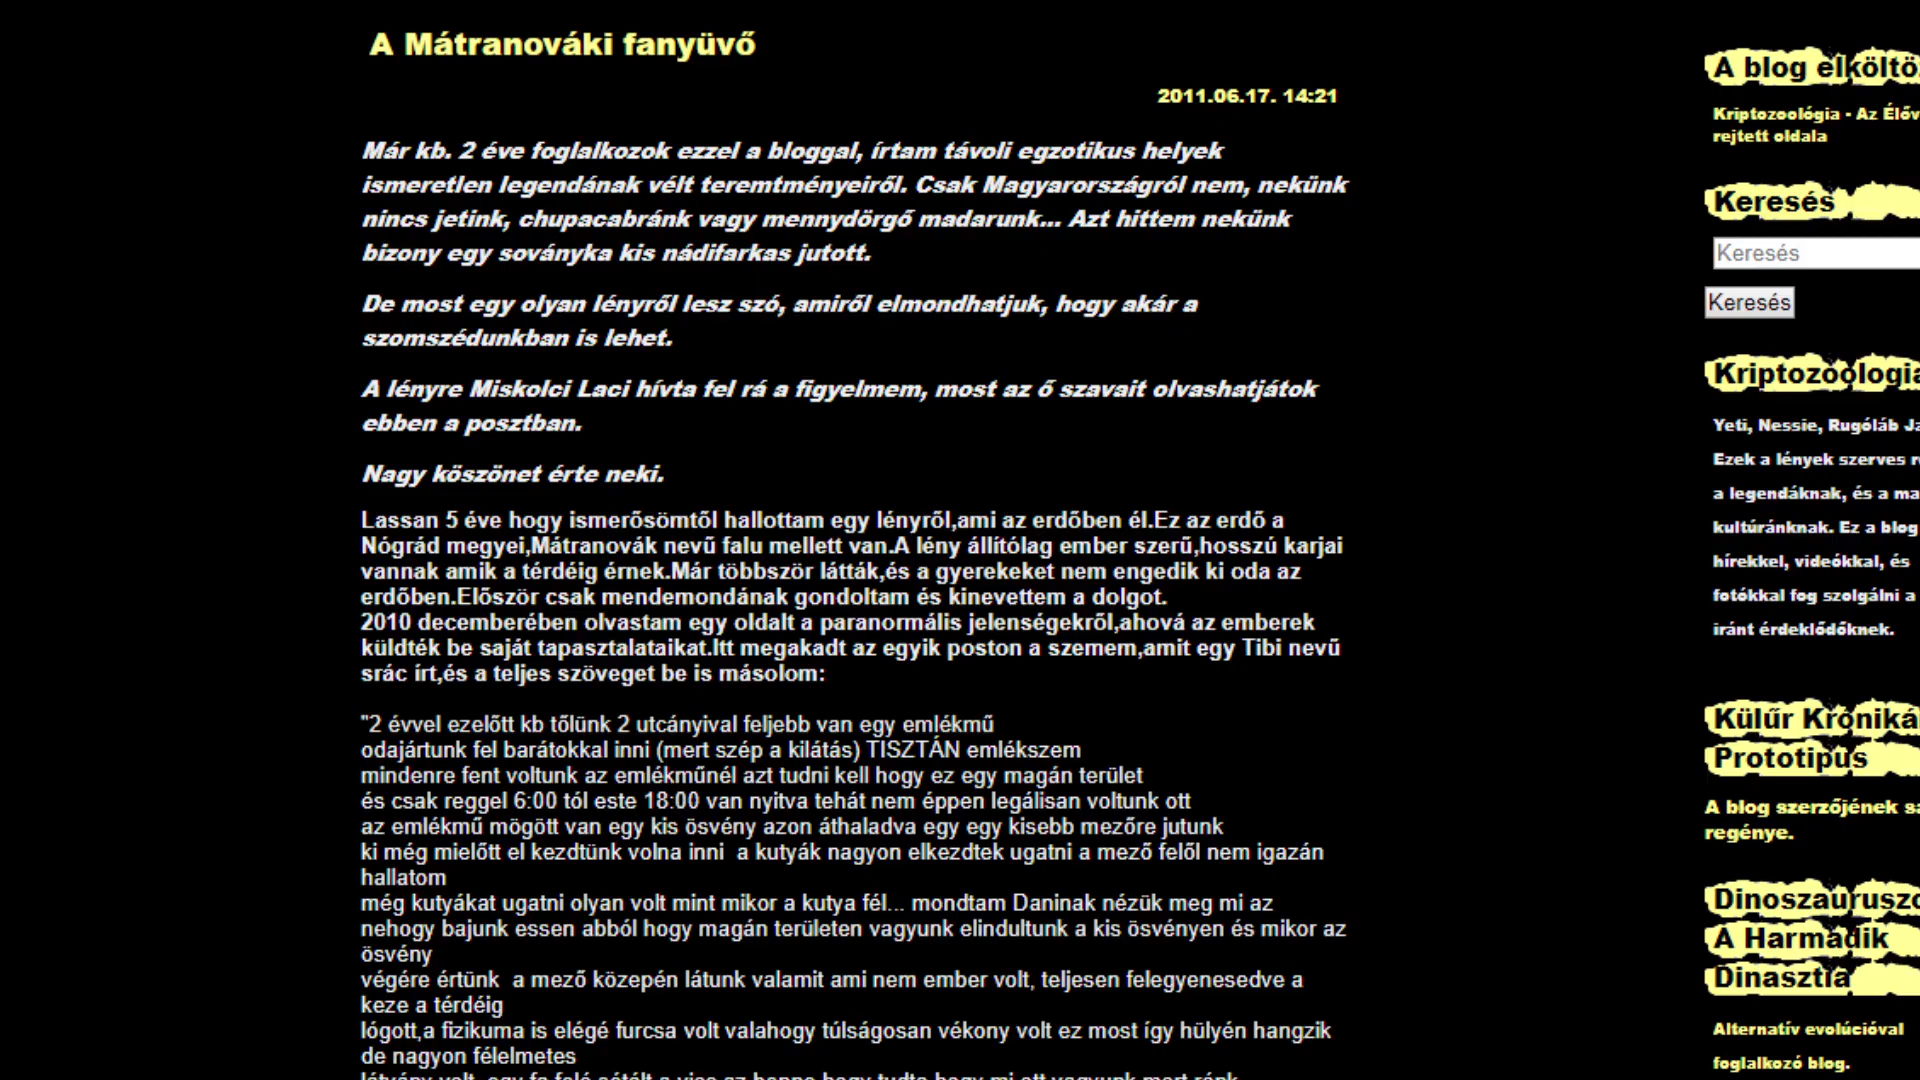 A Mátranováki fanyüvő
2011.06.17. 14:21
Már kb. 2 éve foglalkozok ezzel a bloggal, írtam távoli egzotikus helyek
ismeretlen legendának vélt teremtményeiről. Csak Magyarországról nem, nekünk
nincs jetink, chupacabránk vagy mennydörgő madarunk... Azt hittem nekünk
bizony egy soványka kis nádifarkas jutott.
De most egy olyan lényről lesz szó, amiről elmondhatjuk, hogy akár a
szomszédunkban is lehet.
A lényre Miskolci Laci hívta fel rá a figyelmem, most az ő szavait olvashatjátok
ebben a posztban.
Nagy köszönet érte neki.
Lassan 5 éve hogy ismerősömtől hallottam egy lényről,ami az erdőben él.Ez az erdő a
Nógrád megyei,Mátranovák nevű falu mellett van.A lény állítólag ember szerű,hosszú karjai
vannak amik a térdéig érnek.Már többször látták,és a gyerekeket nem engedik ki oda az
erdőben.Először csak mendemondának gondoltam és kinevettem a dolgot.
2010 decemberében olvastam egy oldalt a paranormális jelenségekről,ahová az emberek
küldték be saját tapasztalataikat.Itt megakadt az egyik poston a szemem,amit egy Tibi nevű
srác írt,és a teljes szöveget be is másolom:
"2 évvel ezelőtt kb tőlünk 2 utcányival feljebb van egy emlékmű
odajártunk fel barátokkal inni (mert szép a kilátás) TISZTÁN emlékszem
mindenre fent voltunk az emlékműnél azt tudni kell hogy ez egy magán terület
és csak reggel 6:00 tól este 18:00 van nyitva tehát nem éppen legálisan voltunk ott
az emlékmű mögött van egy kis ösvény azon áthaladva egy egy kisebb mezőre jutunk
ki még mielőtt el kezdtünk volna inni  a kutyák nagyon elkezdtek ugatni a mező felől nem igazán
hallatom
még kutyákat ugatni olyan volt mint mikor a kutya fél... mondtam Daninak nézük meg mi az
nehogy bajunk essen abból hogy magán területen vagyunk elindultunk a kis ösvényen és mikor az
ösvény
végére értünk  a mező közepén látunk valamit ami nem ember volt, teljesen felegyenesedve a
keze a térdéig
lógott,a fizikuma is elégé furcsa volt valahogy túlságosan vékony volt ez most így hülyén hangzik
de nagyon félelmetes
A blog elköltöz
Kriptozoológia - Az Élőv
rejtett oldala
Keresés
Keresés
Keresés
Kriptozoologia
Yeti, Nessie, Rugóláb Ja
Ezek a lények szerves r
a legendáknak, és a ma
kultúránknak. Ez a blog
hírekkel, videókkal, és
fotókkal fog szolgálni a
iránt érdeklődőknek.
Külűr Króniká
Prototípus
A blog szerzőjének sa
regénye.
Dinoszauruszo
A Harmadik
Dinasztia
Alternatív evolúcióval
foglalkozó blog.